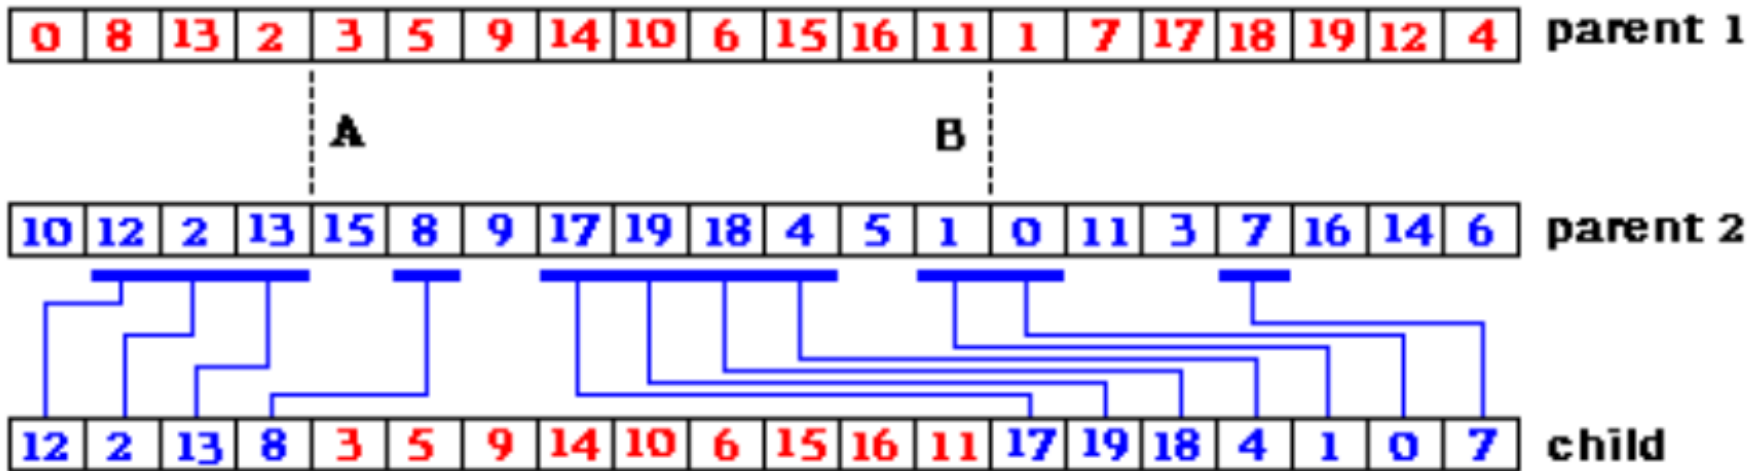 0 8 13 2 3 5 9 14 10 6 15 16 11 1 7 17 18 19 12 4 parent 1
A B
10 12 2 13 15 8 9 17 19 18 4 5 1 0 11 3 7 16 14 6 parent 2
12 2 13 8 3 5 9 14 10 6 15 16 11 17 19 18 4 1 0 7 child